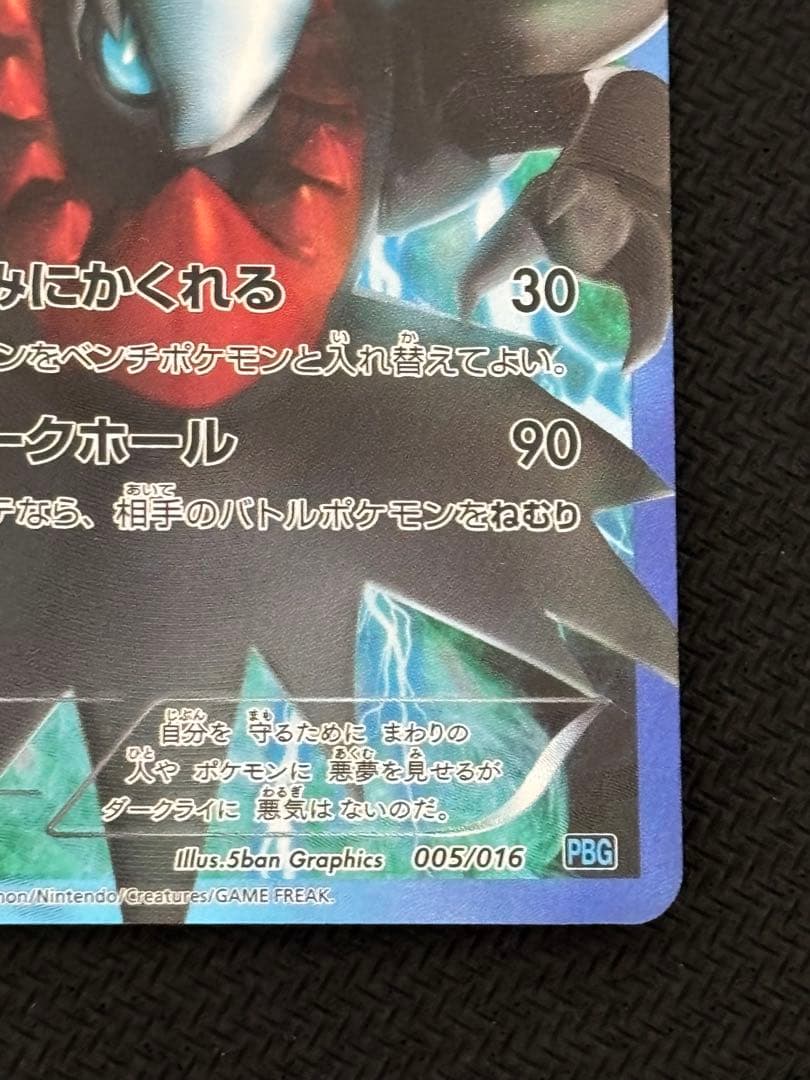 みにかくれる 30
ンをベンチポケモンと入れ替えてよい。
ークホール 90
テなら、相手のバトルポケモンをねむり
自分を 守るために まわりの
人や ポケモンに 悪夢を見せるが
ダークライに 悪気は ないのだ。
Illus.5ban Graphics 005/016 PBG
mon/Nintendo/Creatures/GAME FREAK.